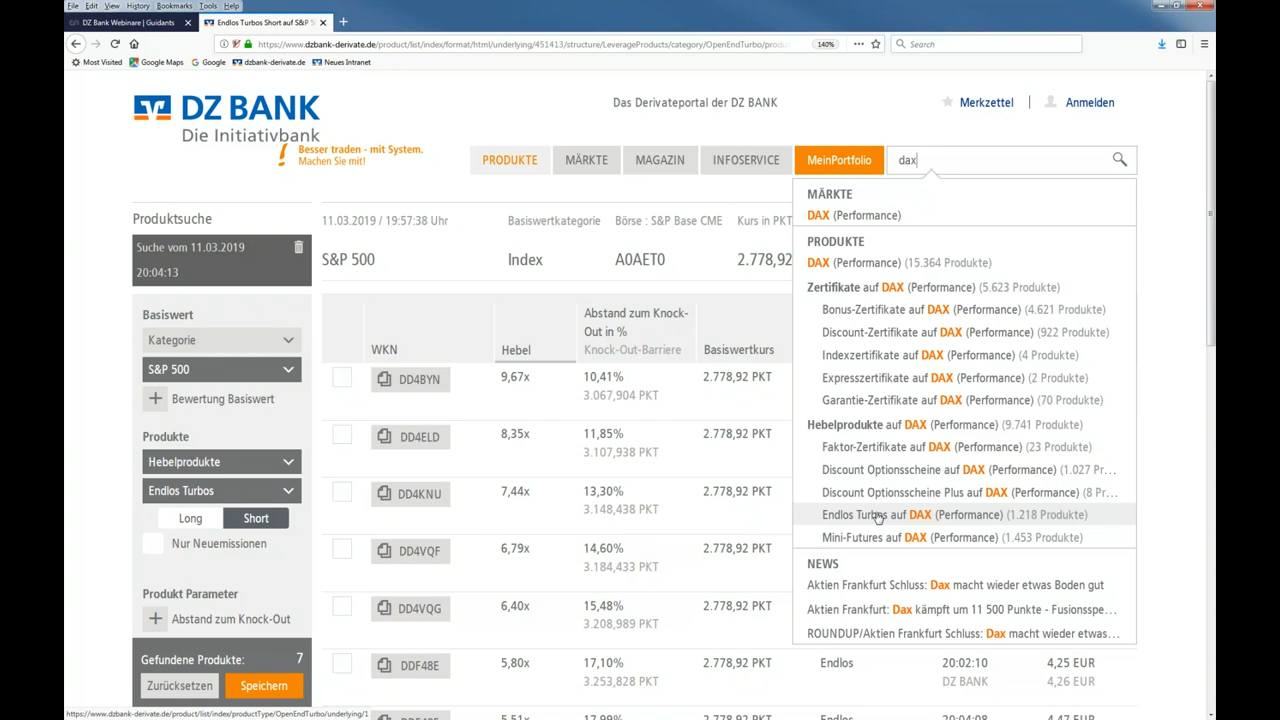 File Edit View History Bookmarks Tools Help
DZ Bank Webinare | Guidants
Endlos Turbos Short auf S&P 5
https://www.dzbank-derivate.de/product/list/index/format/html/underlying/451413/structure/LeverageProducts/category/OpenEndTurbo/produ
140%
Search
Most Visited Google Maps Google dzbank-derivate.de Neues Intranet
DZ BANK
Die Initiativbank
Besser traden - mit System.
Machen Sie mit!
Das Derivateportal der DZ BANK
Merkzettel
Anmelden
PRODUKTE MÄRKTE MAGAZIN INFOSERVICE MeinPortfolio dax
Produktsuche
Suche vom 11.03.2019
20:04:13
Basiswert
Kategorie
S&P 500
Bewertung Basiswert
Produkte
Hebelprodukte
Endlos Turbos
Long Short
Nur Neuemissionen
Produkt Parameter
Abstand zum Knock-Out
Gefundene Produkte: 7
Zurücksetzen Speichern
11.03.2019 / 19:57:38 Uhr Basiswertkategorie Börse : S&P Base CME Kurs in PKT
S&P 500 Index A0AET0 2.778,92
WKN
Hebel
Abstand zum Knock-
Out in %
Knock-Out-Barriere
Basiswertkurs
DD4BYN 9,67x 10,41% 2.778,92 PKT
3.067,904 PKT
DD4ELD 8,35x 11,85% 2.778,92 PKT
3.107,938 PKT
DD4KNU 7,44x 13,30% 2.778,92 PKT
3.148,438 PKT
DD4VQF 6,79x 14,60% 2.778,92 PKT
3.184,433 PKT
DD4VQG 6,40x 15,48% 2.778,92 PKT
3.208,989 PKT
DDF48E 5,80x 17,10% 2.778,92 PKT Endlos 20:02:10 4,25 EUR
3.253,828 PKT DZ BANK 4,26 EUR
MÄRKTE
DAX (Performance)
PRODUKTE
DAX (Performance) (15.364 Produkte)
Zertifikate auf DAX (Performance) (5.623 Produkte)
Bonus-Zertifikate auf DAX (Performance) (4.621 Produkte)
Discount-Zertifikate auf DAX (Performance) (922 Produkte)
Indexzertifikate auf DAX (Performance) (4 Produkte)
Expresszertifikate auf DAX (Performance) (2 Produkte)
Garantie-Zertifikate auf DAX (Performance) (70 Produkte)
Hebelprodukte auf DAX (Performance) (9.741 Produkte)
Faktor-Zertifikate auf DAX (Performance) (23 Produkte)
Discount Optionsscheine auf DAX (Performance) (1.027 Pr...
Discount Optionsscheine Plus auf DAX (Performance) (8 Pr...
Endlos Turbos auf DAX (Performance) (1.218 Produkte)
Mini-Futures auf DAX (Performance) (1.453 Produkte)
NEWS
Aktien Frankfurt Schluss: Dax macht wieder etwas Boden gut
Aktien Frankfurt: Dax kämpft um 11 500 Punkte - Fusionsspe...
ROUNDUP/Aktien Frankfurt Schluss: Dax macht wieder etwas...
https://www.dzbank-derivate.de/product/list/index/productType/OpenEndTurbo/underlying/1